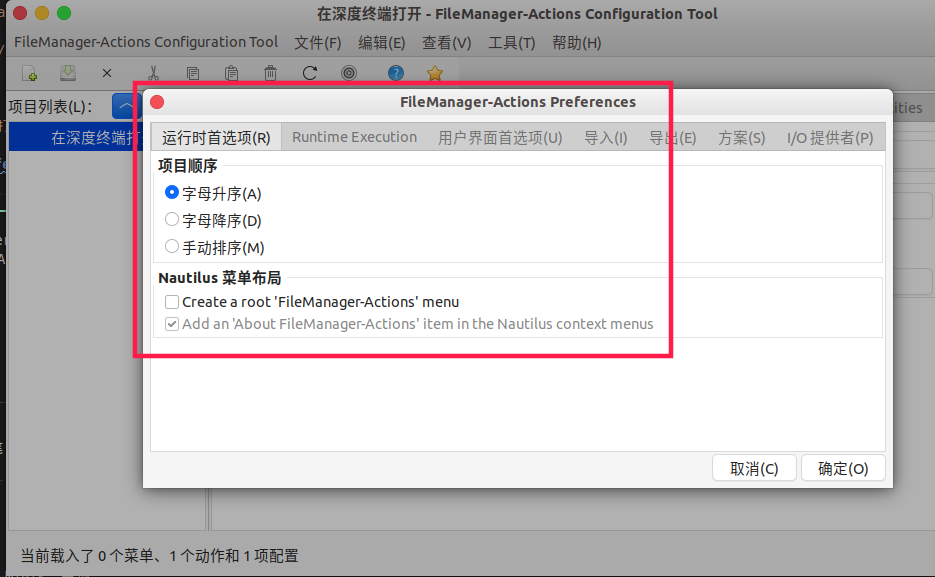 在深度终端打开 - FileManager-Actions Configuration Tool
FileManager-Actions Configuration Tool 文件(F) 编辑(E) 查看(V) 工具(T) 帮助(H)
项目列表(L):
FileManager-Actions Preferences
在深度终端打
运行时首选项(R) Runtime Execution 用户界面首选项(U) 导入(I) 导出(E) 方案(S) I/O 提供者(P)
项目顺序
字母升序(A)
字母降序(D)
手动排序(M)
Nautilus 菜单布局
Create a root 'FileManager-Actions' menu
Add an 'About FileManager-Actions' item in the Nautilus context menus
取消(C) 确定(O)
当前载入了 0 个菜单、1 个动作和 1 项配置